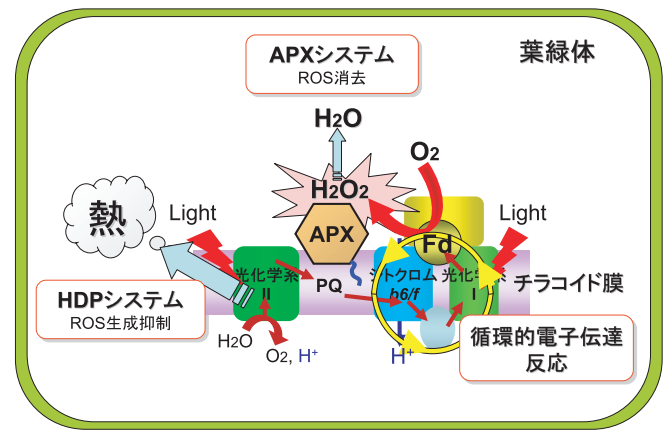 葉緑体
APXシステム
ROS消去
H2O
O2
H2O2
熱
Light
Light
APX
Fd
光化学系
II
PQ
シトクロム
b6/f
光化学系
I
チラコイド膜
HDPシステム
ROS生成抑制
H2O
O2, H+
H+
循環的電子伝達
反応